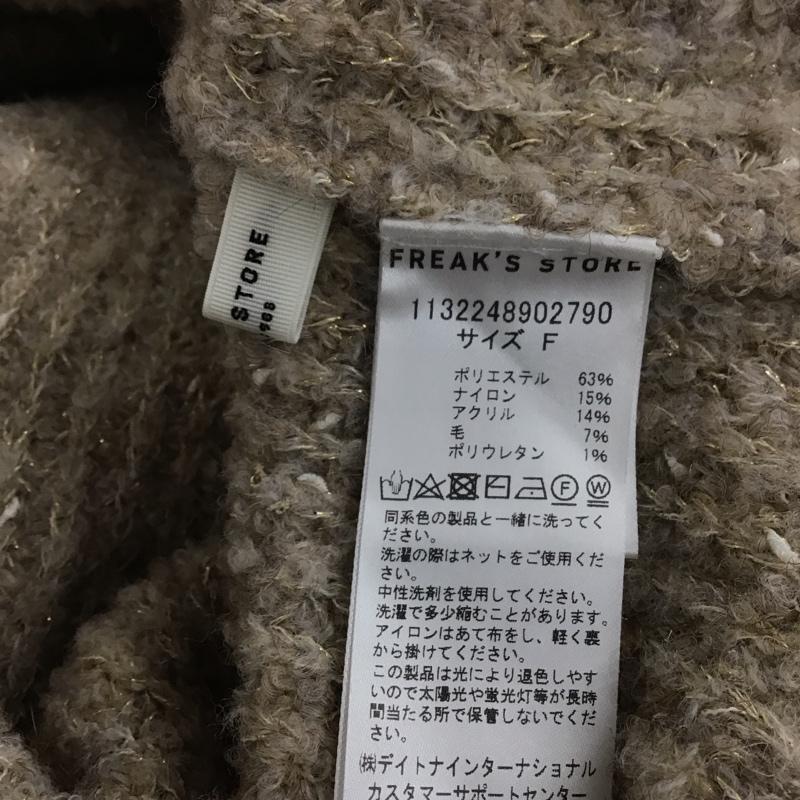 STORE
FREAK'S STORE
1132248902790
サイズ F
ポリエステル 63%
ナイロン 15%
アクリル 14%
毛 7%
ポリウレタン 1%
F W
同系色の製品と一緒に洗ってく
ださい。
洗濯の際はネットをご使用くだ
さい。
中性洗剤を使用してください。
洗濯で多少縮むことがあります。
アイロンはあて布をし、軽く裏
から掛けてください。
この製品は光により退色しやす
いので太陽光や蛍光灯等が長時
間当たる所で保管しないでくだ
さい。
㈱デイトナインターナショナル
カスタマーサポートセンター